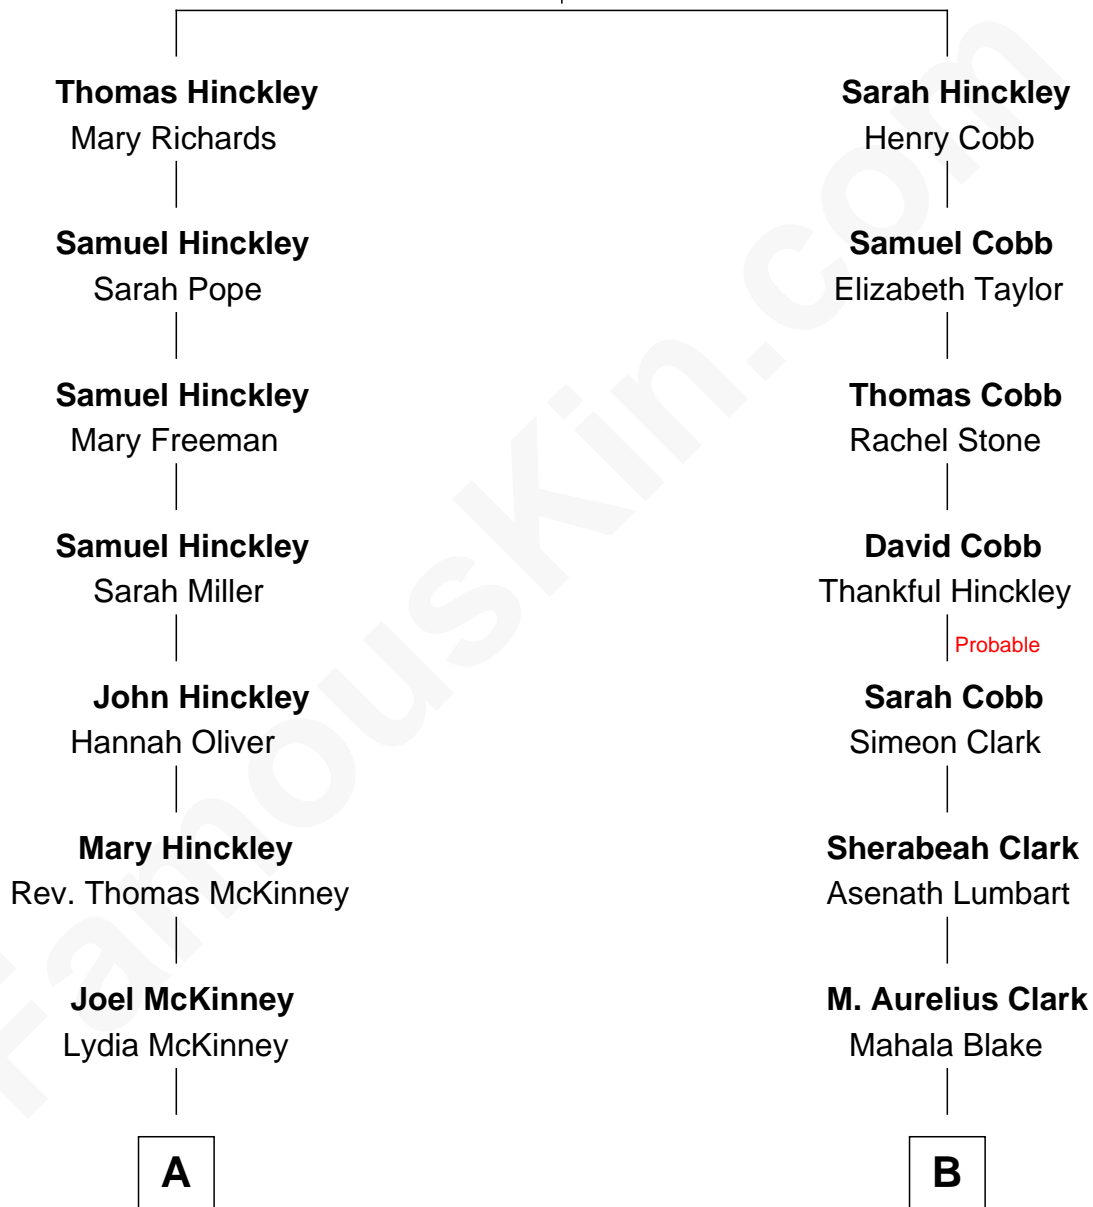 Thomas Hinckley
Mary Richards
Samuel Hinckley
Sarah Pope
Samuel Hinckley
Mary Freeman
Samuel Hinckley
Sarah Miller
John Hinckley
Hannah Oliver
Mary Hinckley
Rev. Thomas McKinney
Joel McKinney
Lydia McKinney
A
Sarah Hinckley
Henry Cobb
Samuel Cobb
Elizabeth Taylor
Thomas Cobb
Rachel Stone
David Cobb
Thankful Hinckley
Probable
Sarah Cobb
Simeon Clark
Sherabeah Clark
Asenath Lumbart
M. Aurelius Clark
Mahala Blake
B
FamousKin.com